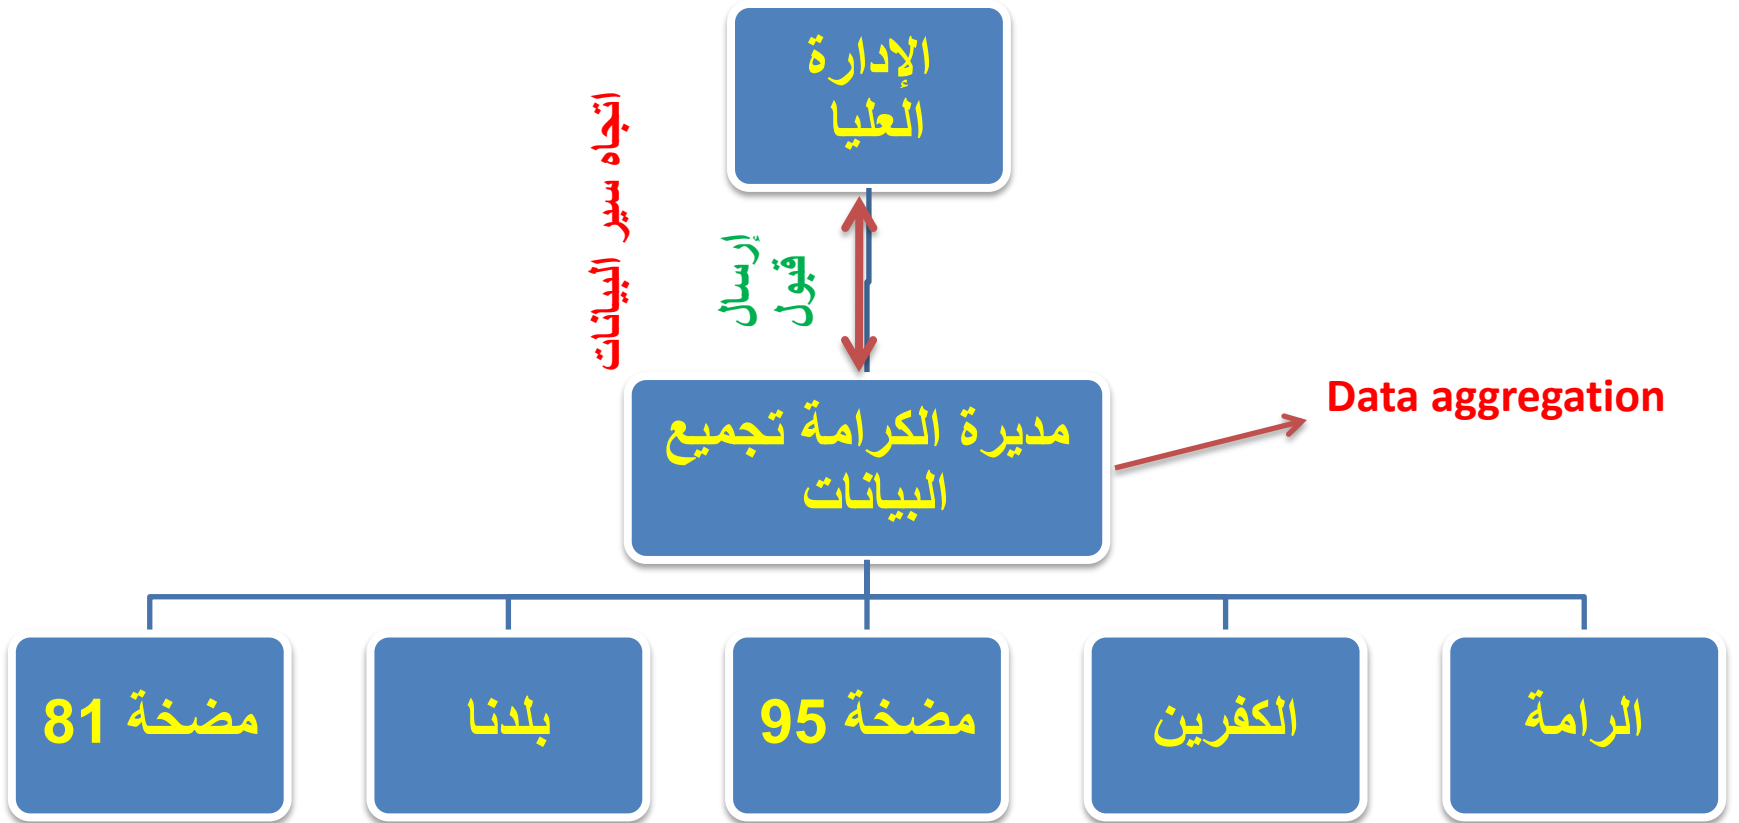 الإدارة
العليا
اتجاه سير البيانات
إرسال
قبول
مديرة الكرامة تجميع
البيانات
Data aggregation
الرامة
الكفرين
مضخة 95
بلدنا
مضخة 81